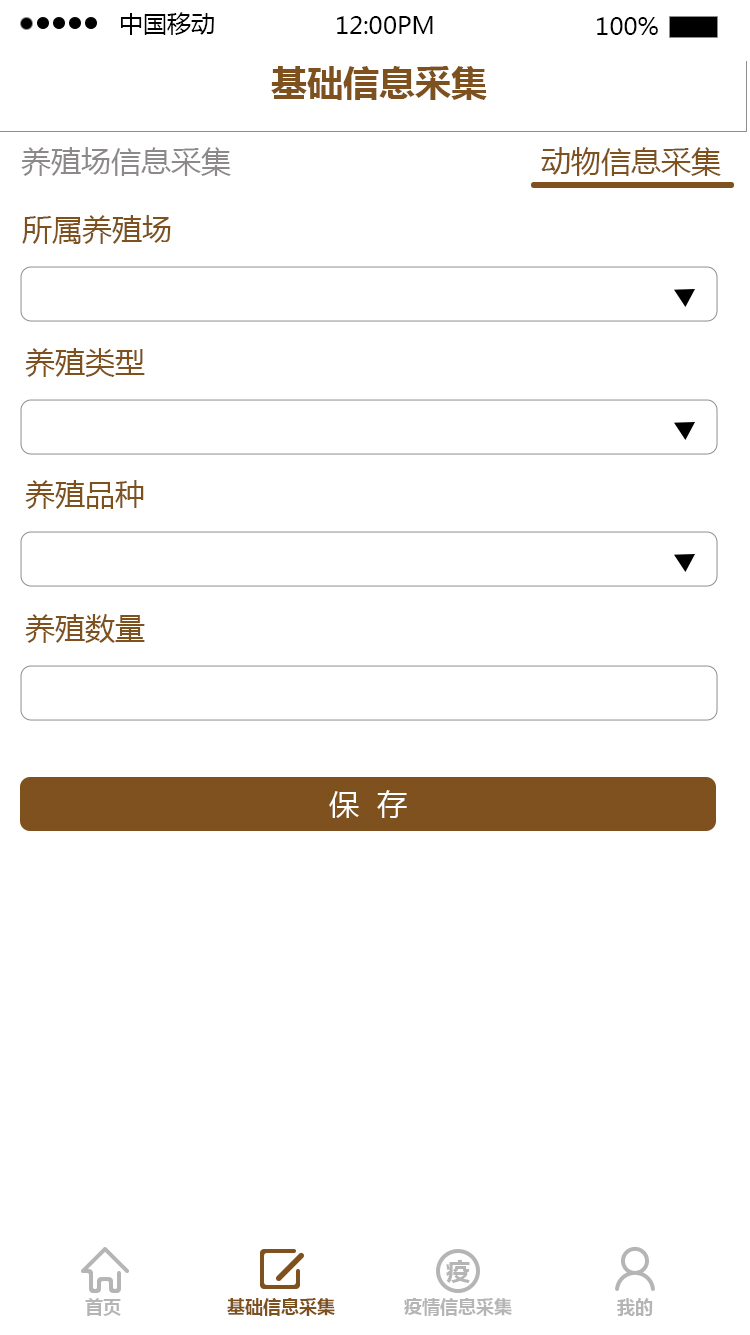 中国移动 12:00PM 100%
基础信息采集
养殖场信息采集 动物信息采集
所属养殖场
养殖类型
养殖品种
养殖数量
保 存
疫
首页 基础信息采集 疫情信息采集 我的